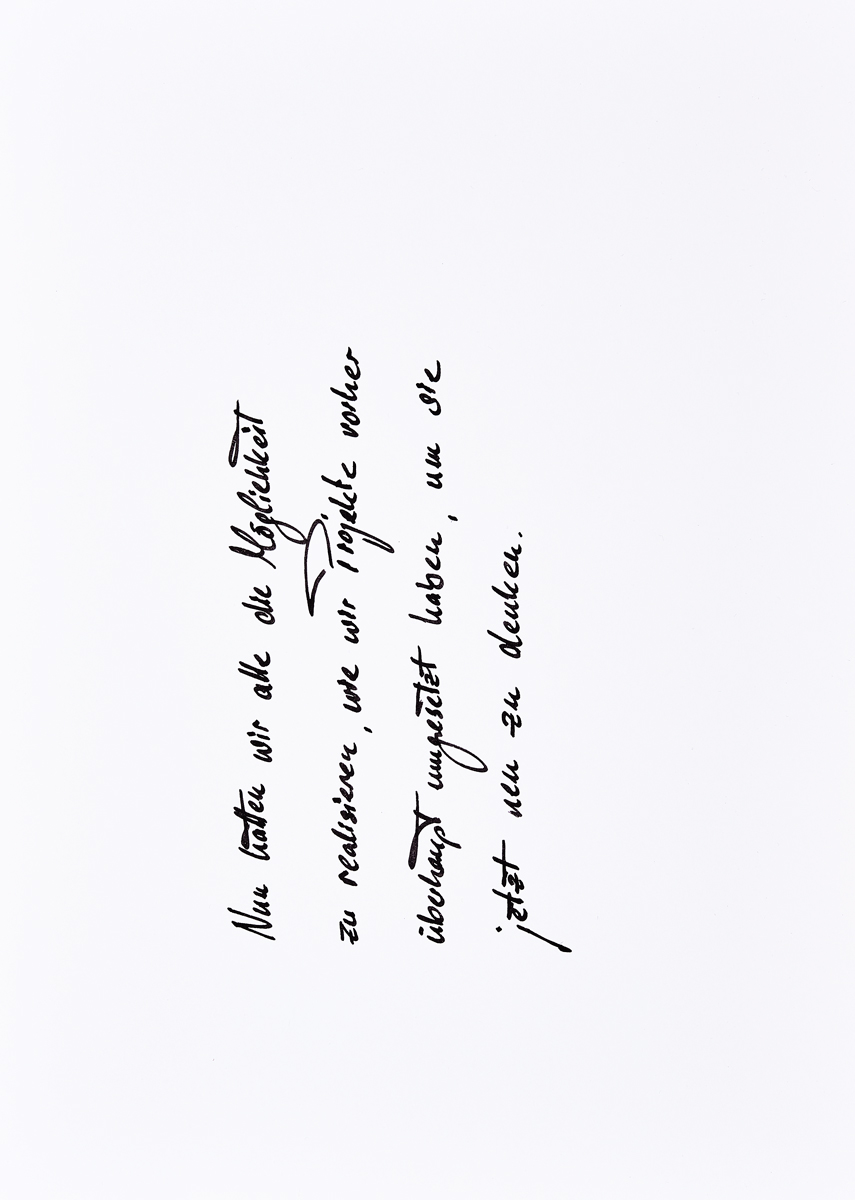 Nun hatten wir alle die Möglichkeit
zu realisieren, wie wir Projekte vorher
überhaupt umgesetzt haben, um sie
jetzt neu zu denken.